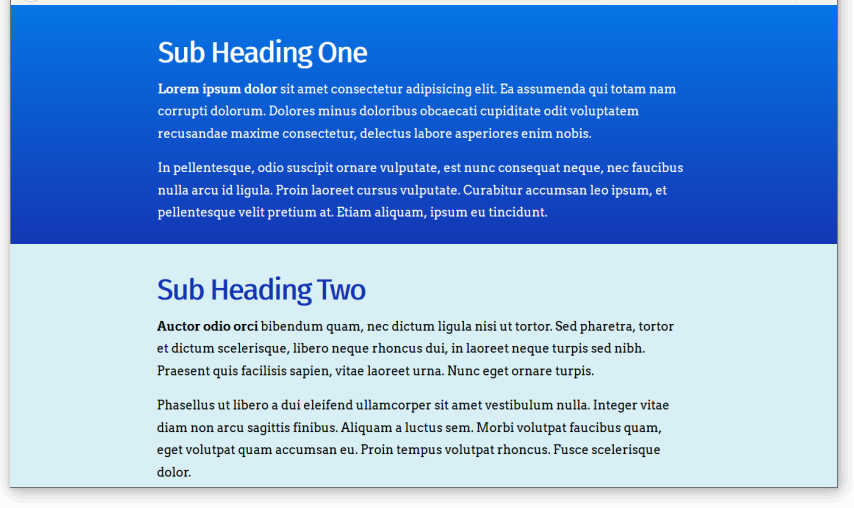 Sub Heading One
Lorem ipsum dolor sit amet consectetur adipisicing elit. Ea assumenda qui totam nam
corrupti dolorum. Dolores minus doloribus obcaecati cupiditate odit voluptatem
recusandae maxime consectetur, delectus labore asperiores enim nobis.
In pellentesque, odio suscipit ornare vulputate, est nunc consequat neque, nec faucibus
nulla arcu id ligula. Proin laoreet cursus vulputate. Curabitur accumsan leo ipsum, et
pellentesque velit pretium at. Etiam aliquam, ipsum eu tincidunt.
Sub Heading Two
Auctor odio orci bibendum quam, nec dictum ligula nisi ut tortor. Sed pharetra, tortor
et dictum scelerisque, libero neque rhoncus dui, in laoreet neque turpis sed nibh.
Praesent quis facilisis sapien, vitae laoreet urna. Nunc eget ornare turpis.
Phasellus ut libero a dui eleifend ullamcorper sit amet vestibulum nulla. Integer vitae
diam non arcu sagittis finibus. Aliquam a luctus sem. Morbi volutpat faucibus quam,
eget volutpat quam accumsan eu. Proin tempus volutpat rhoncus. Fusce scelerisque
dolor.